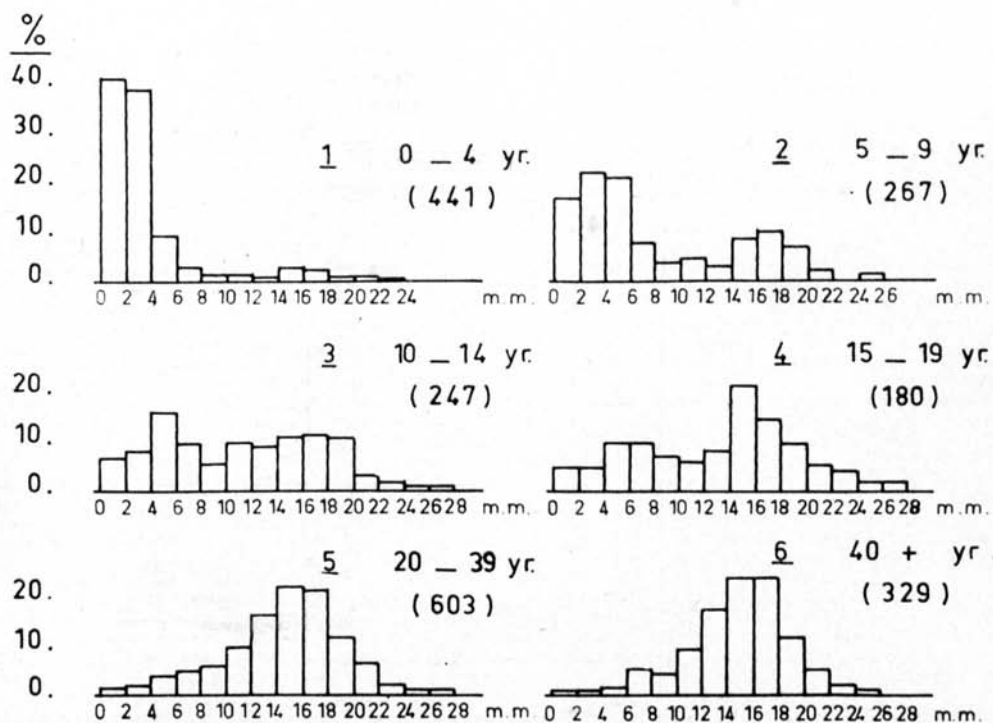 %
40.
30.
20.
10.
0.
1 0 — 4 yr.
(441)
0 2 4 6 8 10 12 14 16 18 20 22 24 m.m.
2 5 — 9 yr.
(267)
0 2 4 6 8 10 12 14 16 18 20 22 24 26 m.m.
20.
10.
0.
3 10 — 14 yr.
(247)
0 2 4 6 8 10 12 14 16 18 20 22 24 26 28 m.m.
4 15 — 19 yr.
(180)
0 2 4 6 8 10 12 14 16 18 20 22 24 26 28 m.m.
20.
10.
0.
5 20 — 39 yr.
(603)
0 2 4 6 8 10 12 14 16 18 20 22 24 26 28 m.m.
6 40 + yr
(329)
0 2 4 6 8 10 12 14 16 18 20 22 24 26 m.m.